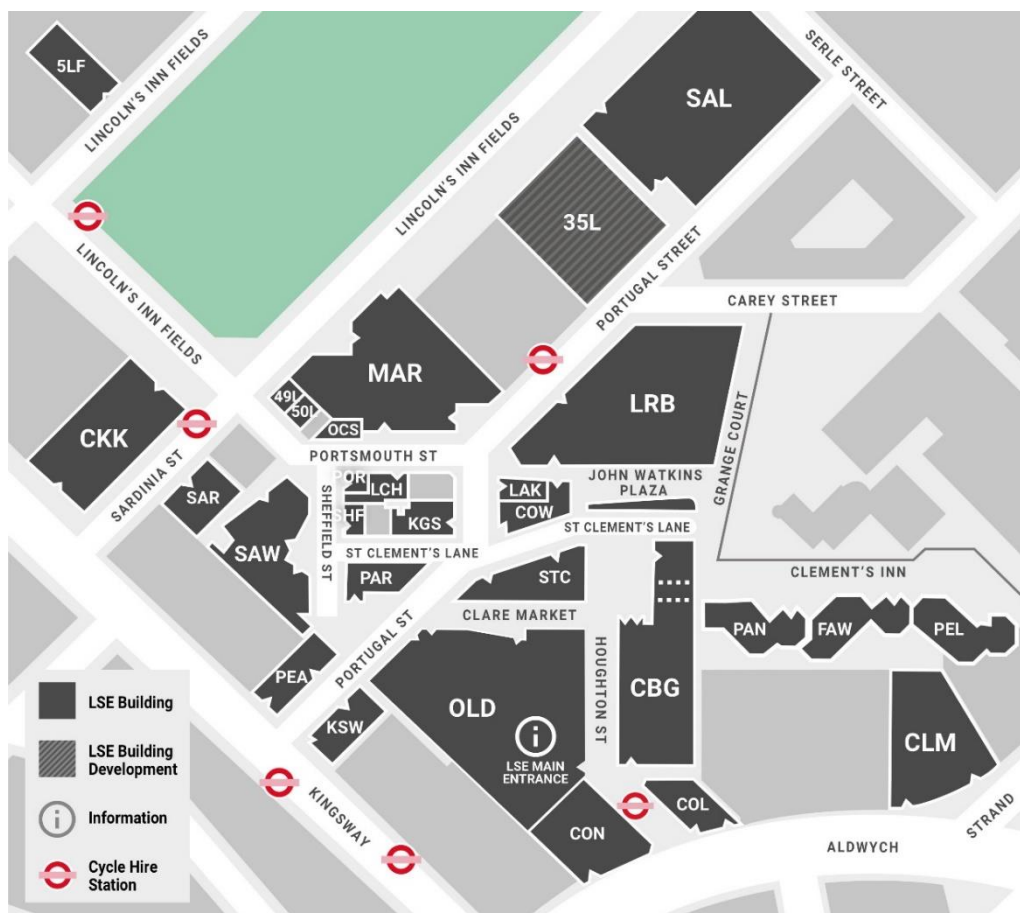 5LF
LINCOLN'S INN FIELDS
SERLE STREET
SAL
LINCOLN'S INN FIELDS
35L
LINCOLN'S INN FIELDS
PORTUGAL STREET
CAREY STREET
MAR
49L
50L
OCS
LRB
CKK
PORTSMOUTH ST
SARDINIA ST
GRANGE COURT
JOHN WATKINS
PLAZA
POR
LCH
LAK
COW
SAR
SHF
KGS
SHEFFIELD ST
ST CLEMENT'S LANE
SAW
ST CLEMENT'S LANE
PAR
STC
CLEMENT'S INN
CLARE MARKET
PAN
FAW
PEL
PORTUGAL ST
HOUGHTON ST
PEA
CBG
OLD
KSW
CLM
LSE MAIN
ENTRANCE
KINGSWAY
COL
CON
STRAND
ALDWYCH
LSE Building
LSE Building
Development
i
Information
Cycle Hire
Station
i